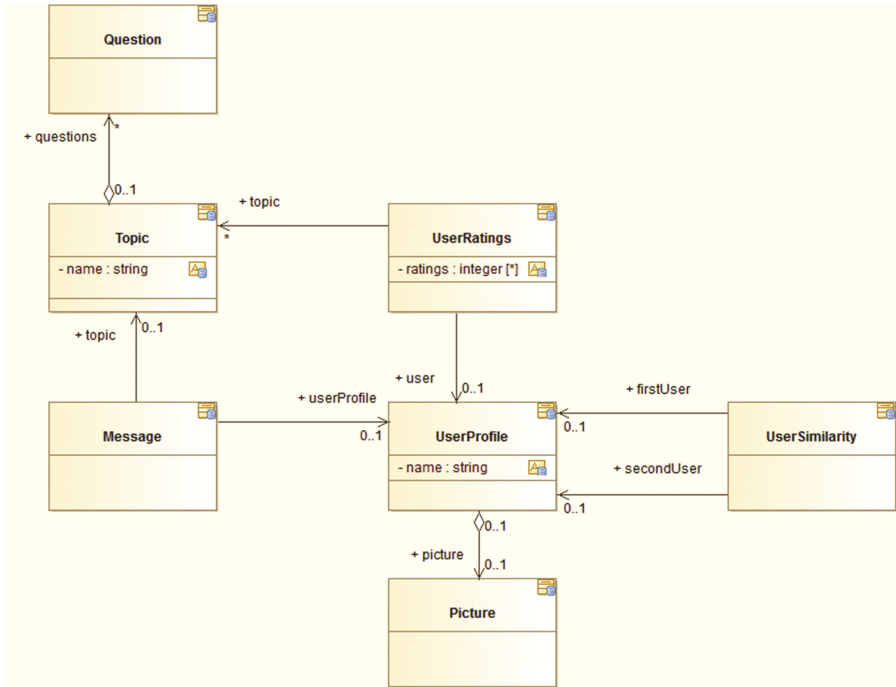 Question
+ questions
*
0..1
Topic
- name : string
+ topic
*
UserRatings
- ratings : integer [*]
+ topic
0..1
+ user
0..1
Message
+ userProfile
0..1
UserProfile
- name : string
+ firstUser
0..1
+ secondUser
0..1
UserSimilarity
0..1
+ picture
0..1
Picture